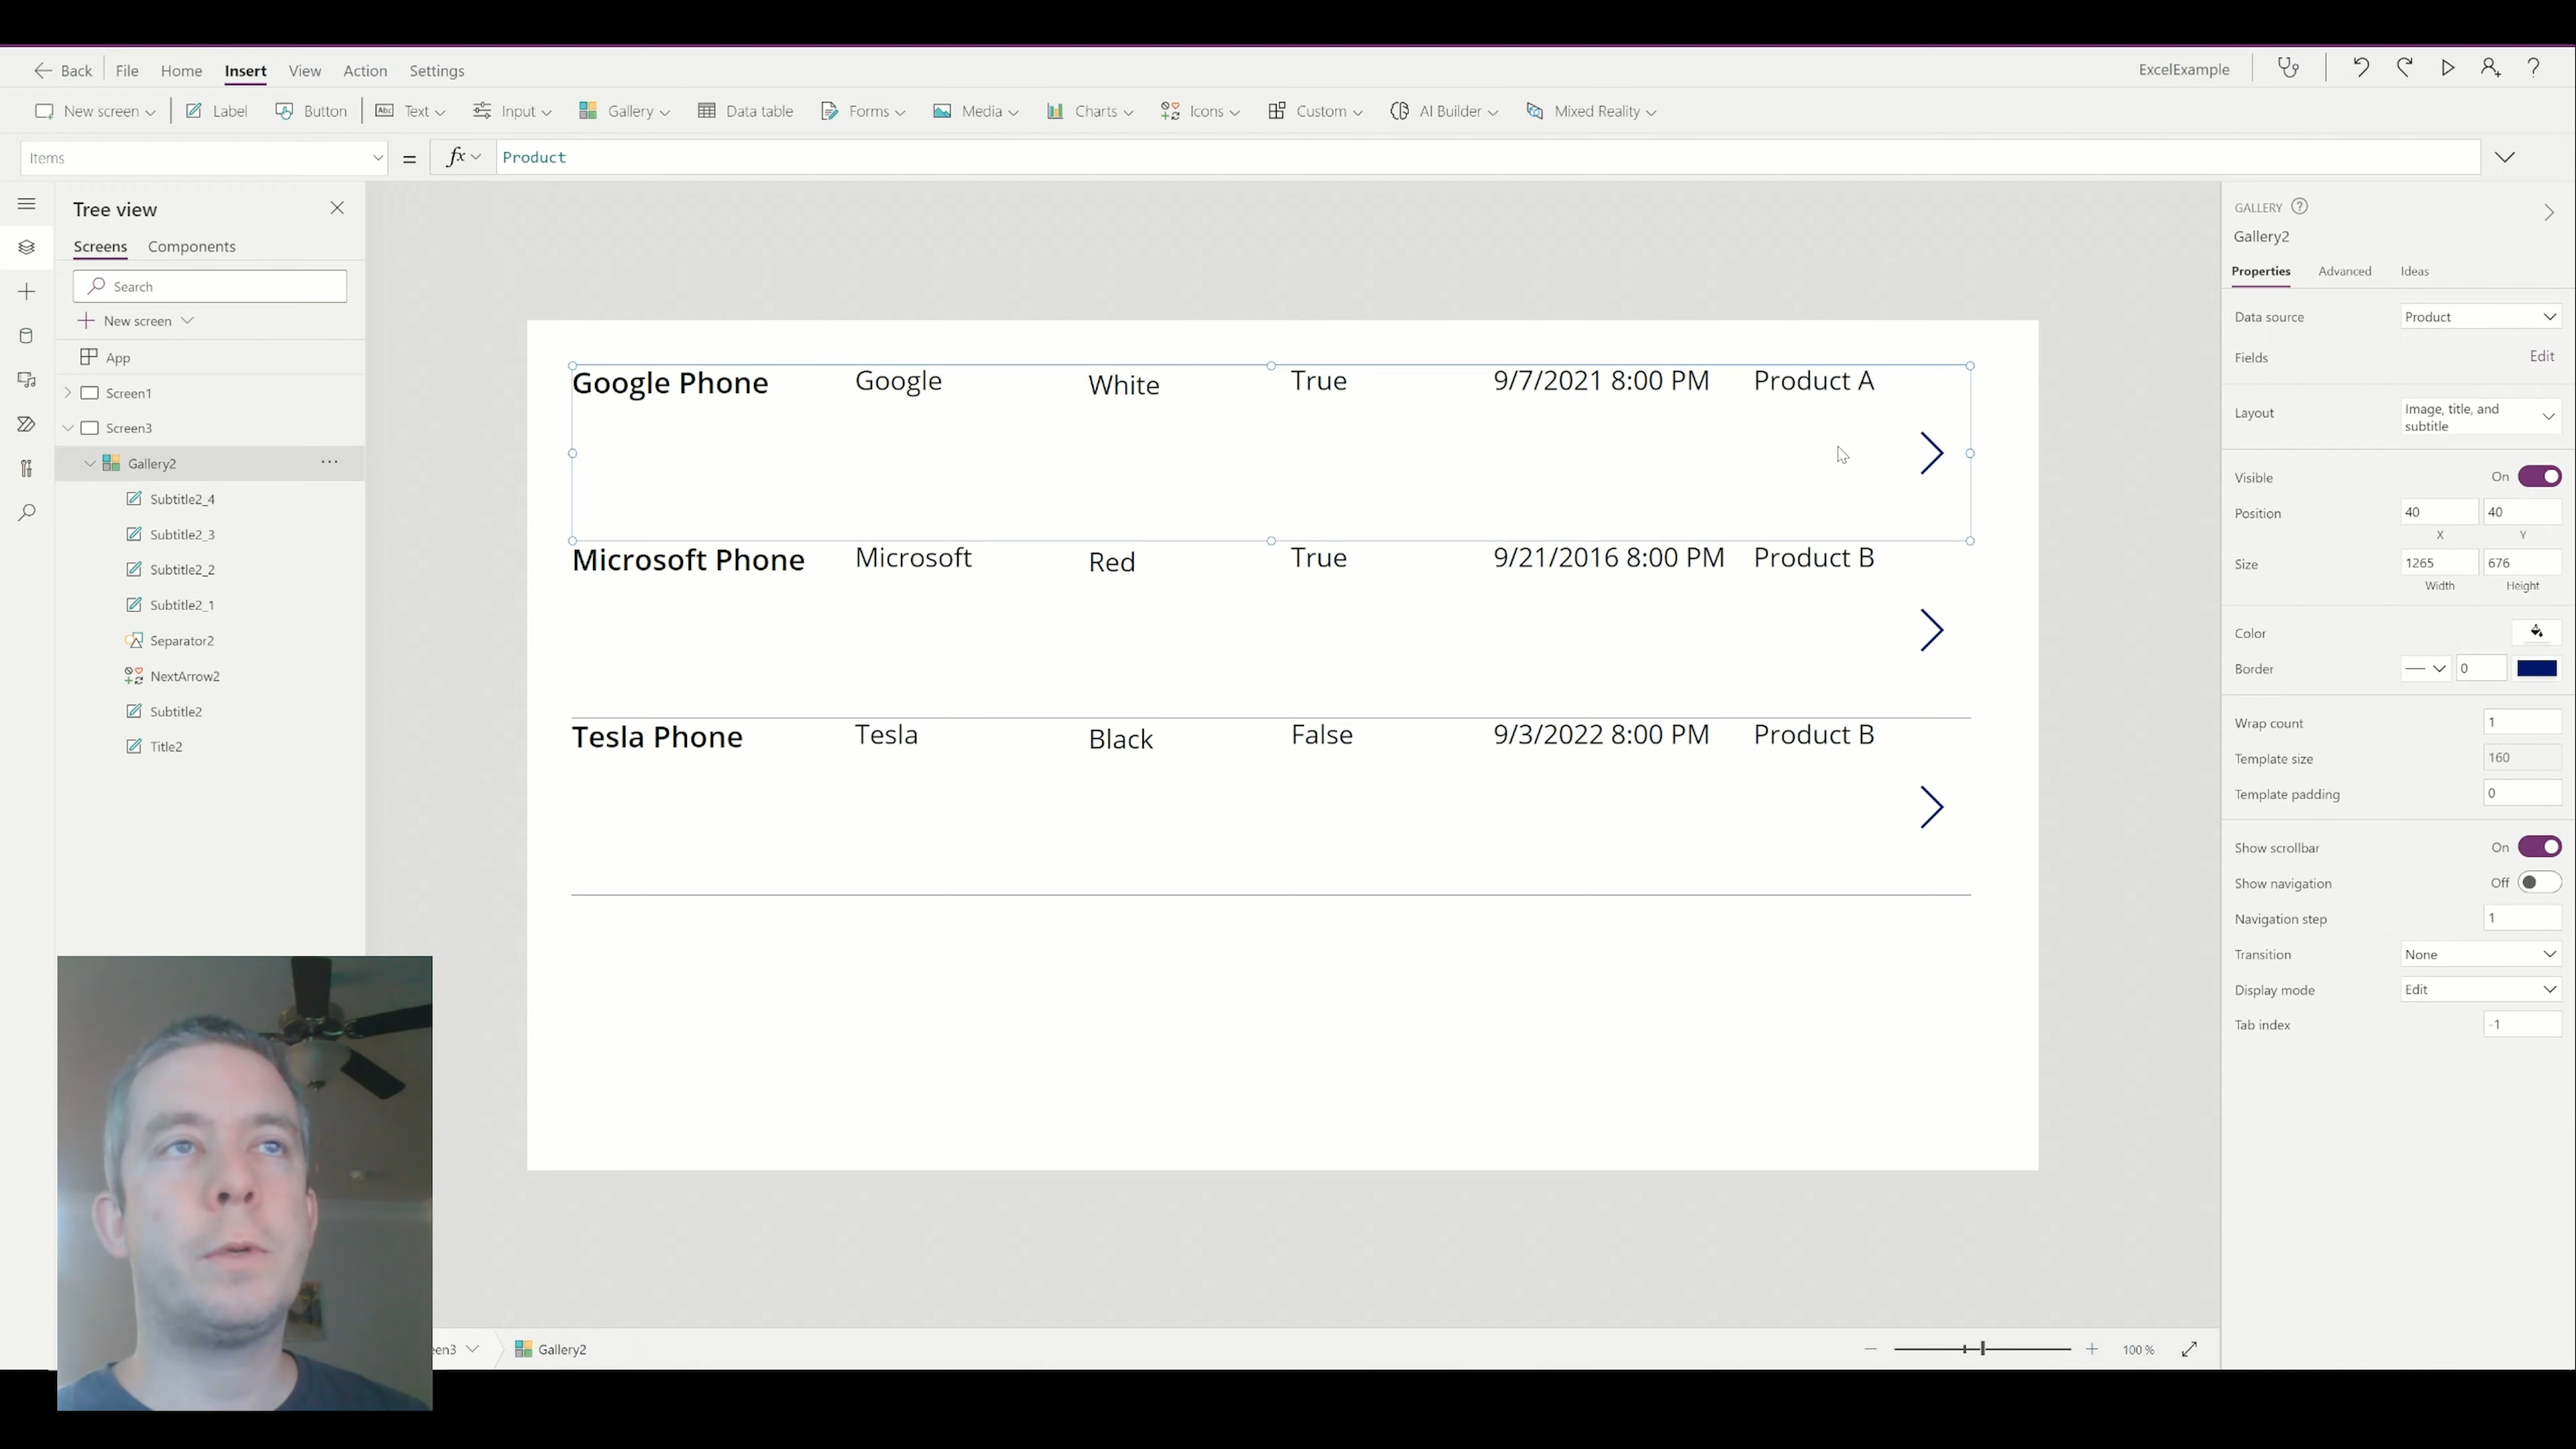 Back File Home Insert View Action Settings ExcelExample
New screen Label Button Abc Text Input Gallery Data table Forms Media Charts Icons Custom AI Builder Mixed Reality
Items = fx Product
Tree view
Screens Components
Search
New screen
App
Screen1
Screen3
Gallery2 ...
Subtitle2_4
Subtitle2_3
Subtitle2_2
Subtitle2_1
Separator2
NextArrow2
Subtitle2
Title2
Google Phone Google White True 9/7/2021 8:00 PM Product A
Microsoft Phone Microsoft Red True 9/21/2016 8:00 PM Product B
Tesla Phone Tesla Black False 9/3/2022 8:00 PM Product B
een3 Gallery2 100 %
GALLERY ?
Gallery2
Properties Advanced Ideas
Data source Product
Fields Edit
Layout Image, title, and
subtitle
Visible On
Position 40 40
X Y
Size 1265 676
Width Height
Color
Border 0
Wrap count 1
Template size 160
Template padding 0
Show scrollbar On
Show navigation Off
Navigation step 1
Transition None
Display mode Edit
Tab index -1